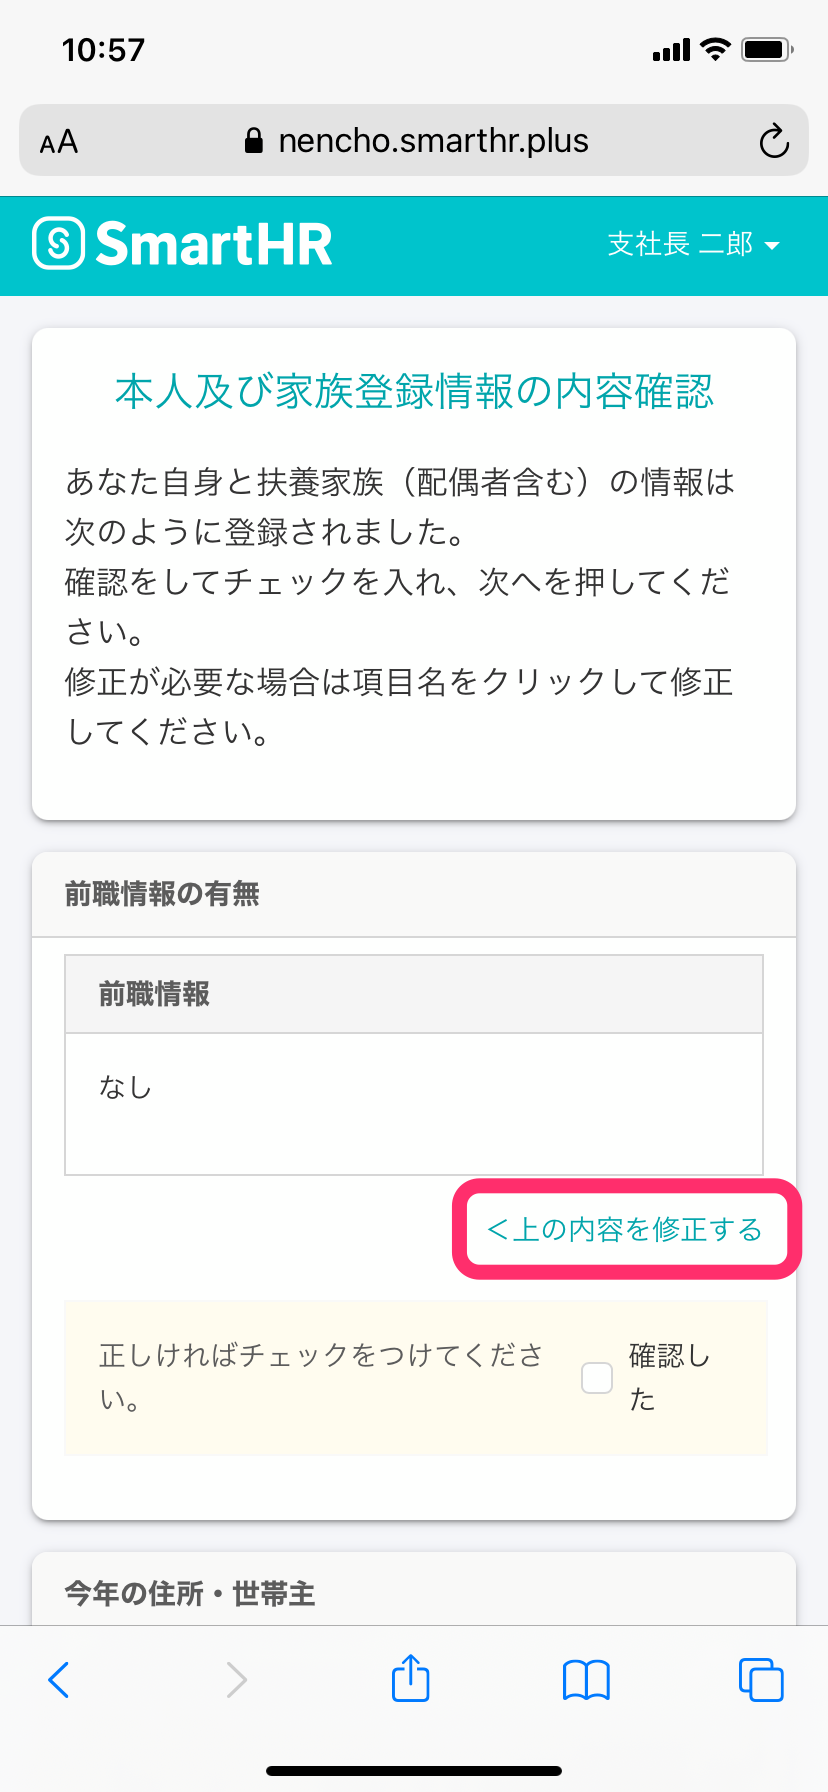 10:57
AA
nencho.smarthr.plus
SmartHR
支社長 二郎
本人及び家族登録情報の内容確認
あなた自身と扶養家族（配偶者含む）の情報は
次のように登録されました。
確認をしてチェックを入れ、次へを押してくだ
さい。
修正が必要な場合は項目名をクリックして修正
してください。
前職情報の有無
前職情報
なし
＜上の内容を修正する
正しければチェックをつけてくださ
い。
確認し
た
今年の住所・世帯主